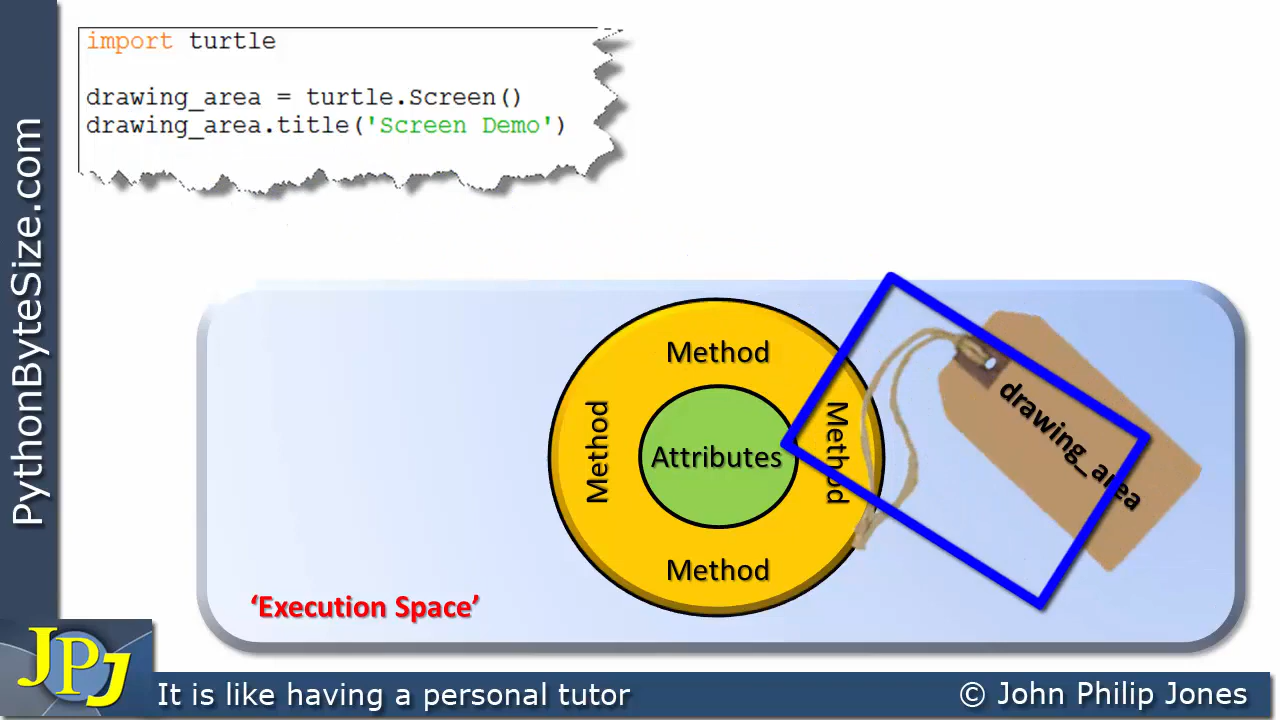 import turtle
drawing_area = turtle.Screen()
drawing_area.title('Screen Demo')
PythonByteSize.com
Method
Method
Attributes
Method
Method
drawing_area
‘Execution Space’
JPJ
It is like having a personal tutor
© John Philip Jones